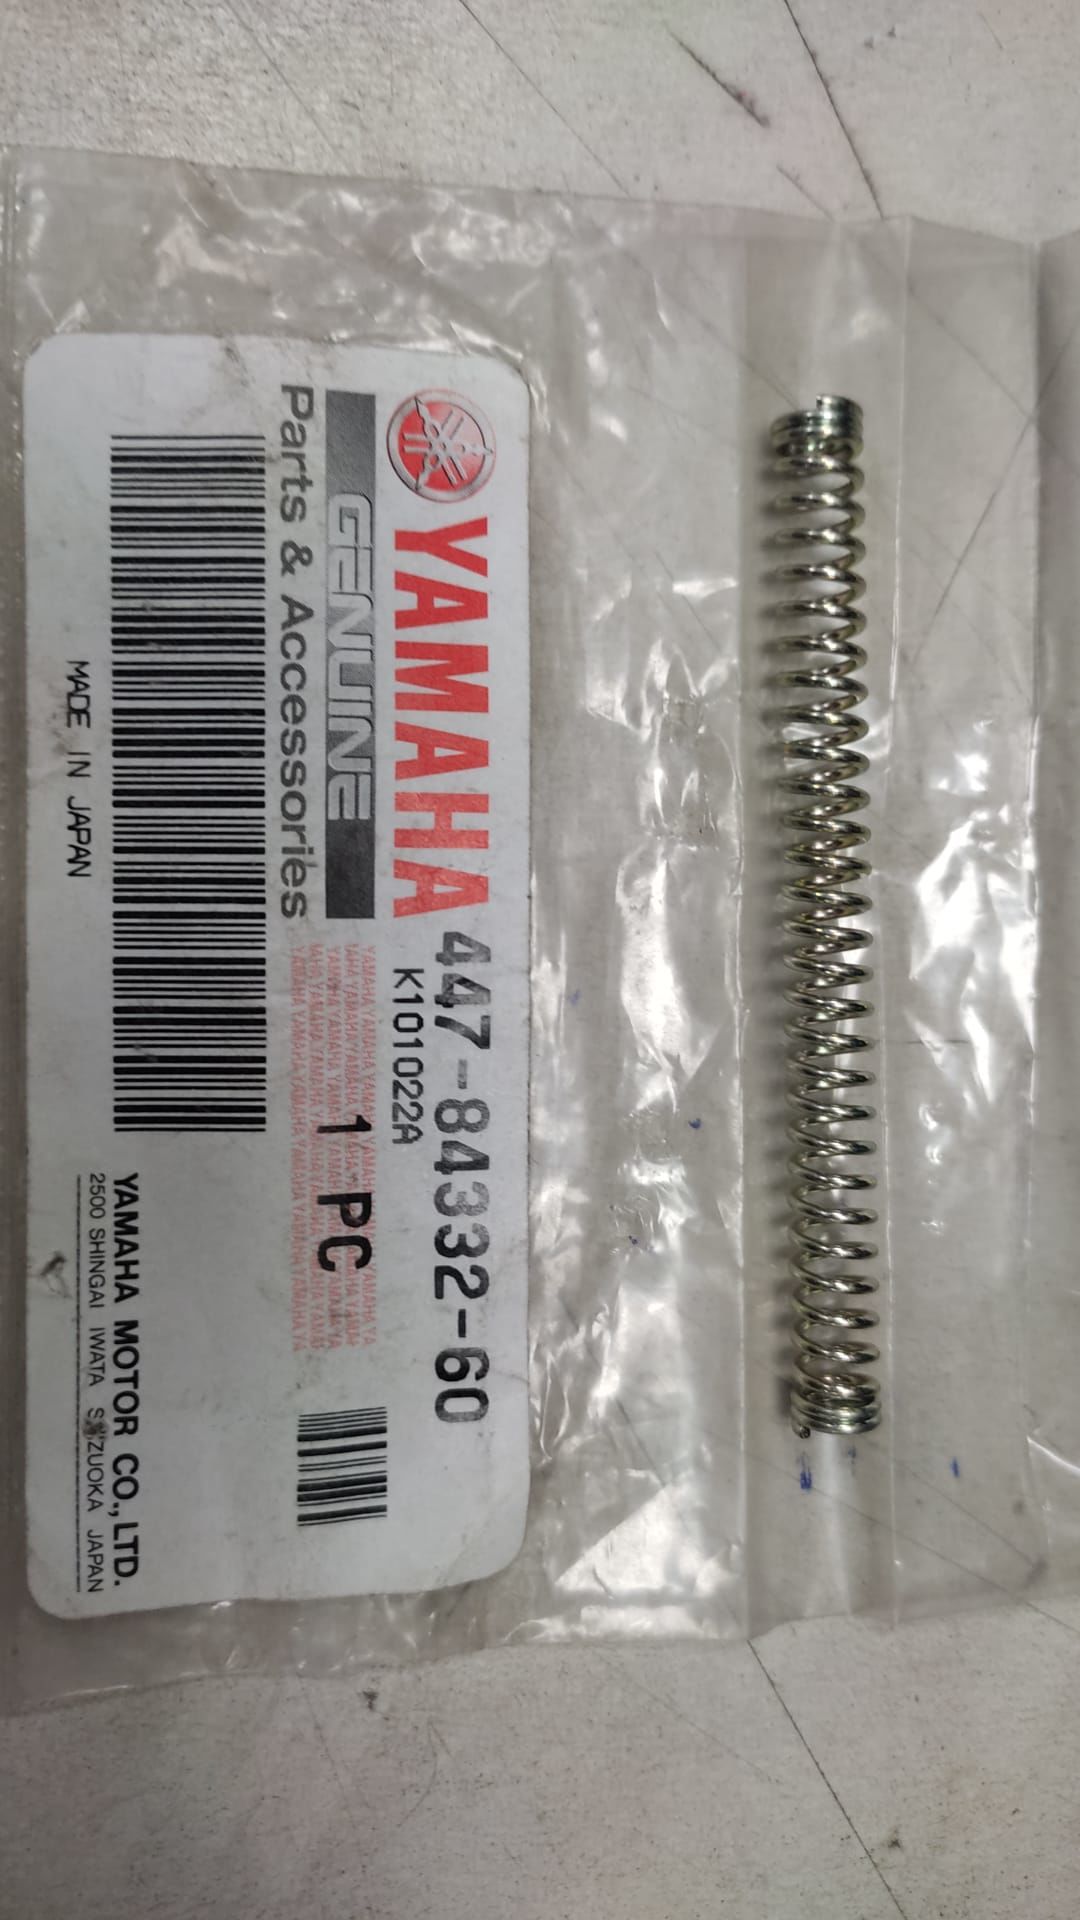 YAMAHA 447-84332-60
K101022A
GENUINE
Parts & Accessories
1 PC
MADE IN JAPAN
YAMAHA MOTOR CO., LTD.
2500 SHINGAI IWATA SHIZUOKA JAPAN